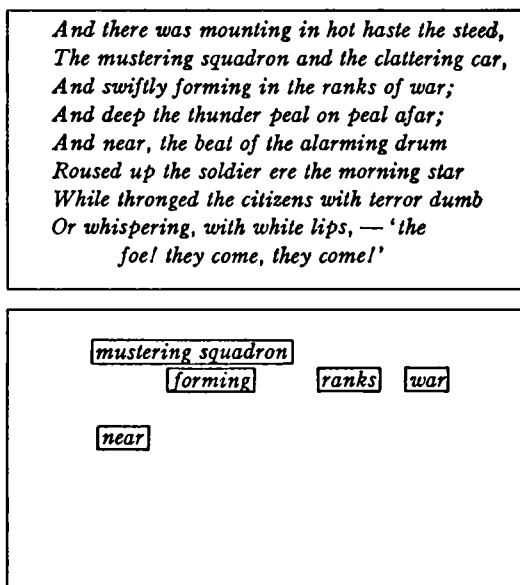 And there was mounting in hot haste the steed,
The mustering squadron and the clattering car,
And swiftly forming in the ranks of war;
And deep the thunder peal on peal afar;
And near, the beat of the alarming drum
Roused up the soldier ere the morning star
While thronged the citizens with terror dumb
Or whispering, with white lips, — 'the
foe! they come, they come!'
mustering squadron
forming ranks war
near